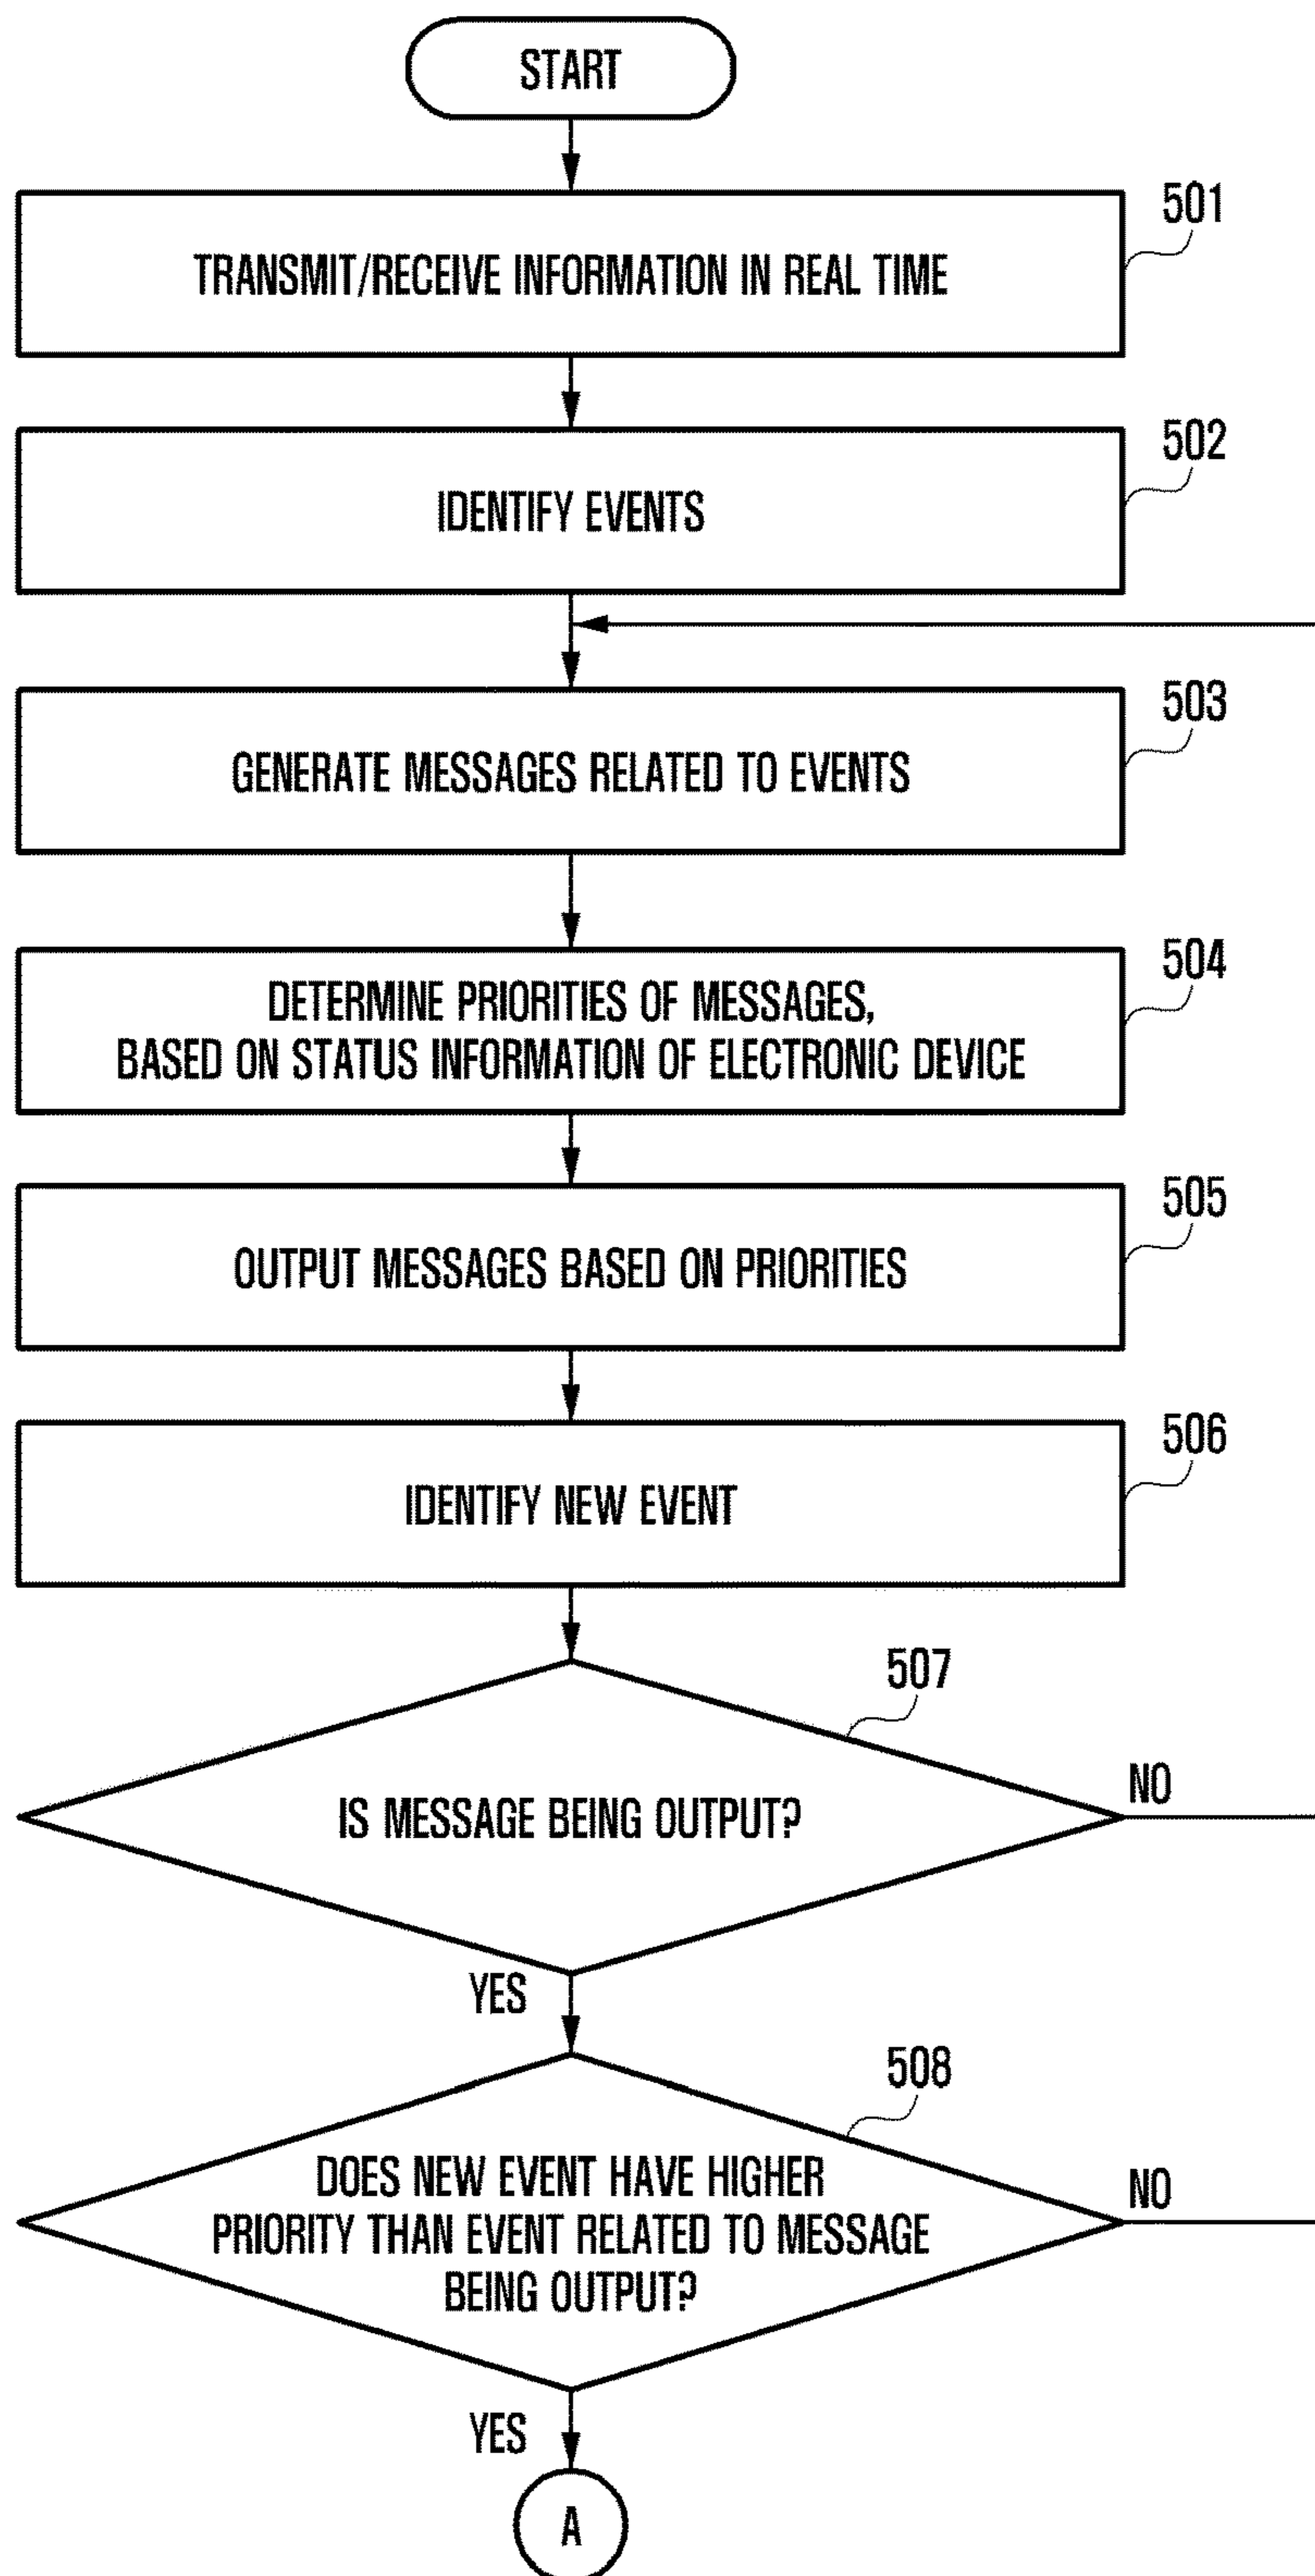 START
501
TRANSMIT/RECEIVE INFORMATION IN REAL TIME
502
IDENTIFY EVENTS
503
GENERATE MESSAGES RELATED TO EVENTS
504
DETERMINE PRIORITIES OF MESSAGES,
BASED ON STATUS INFORMATION OF ELECTRONIC DEVICE
505
OUTPUT MESSAGES BASED ON PRIORITIES
506
IDENTIFY NEW EVENT
507
IS MESSAGE BEING OUTPUT?
NO
YES
508
DOES NEW EVENT HAVE HIGHER
PRIORITY THAN EVENT RELATED TO MESSAGE
BEING OUTPUT?
NO
YES
A